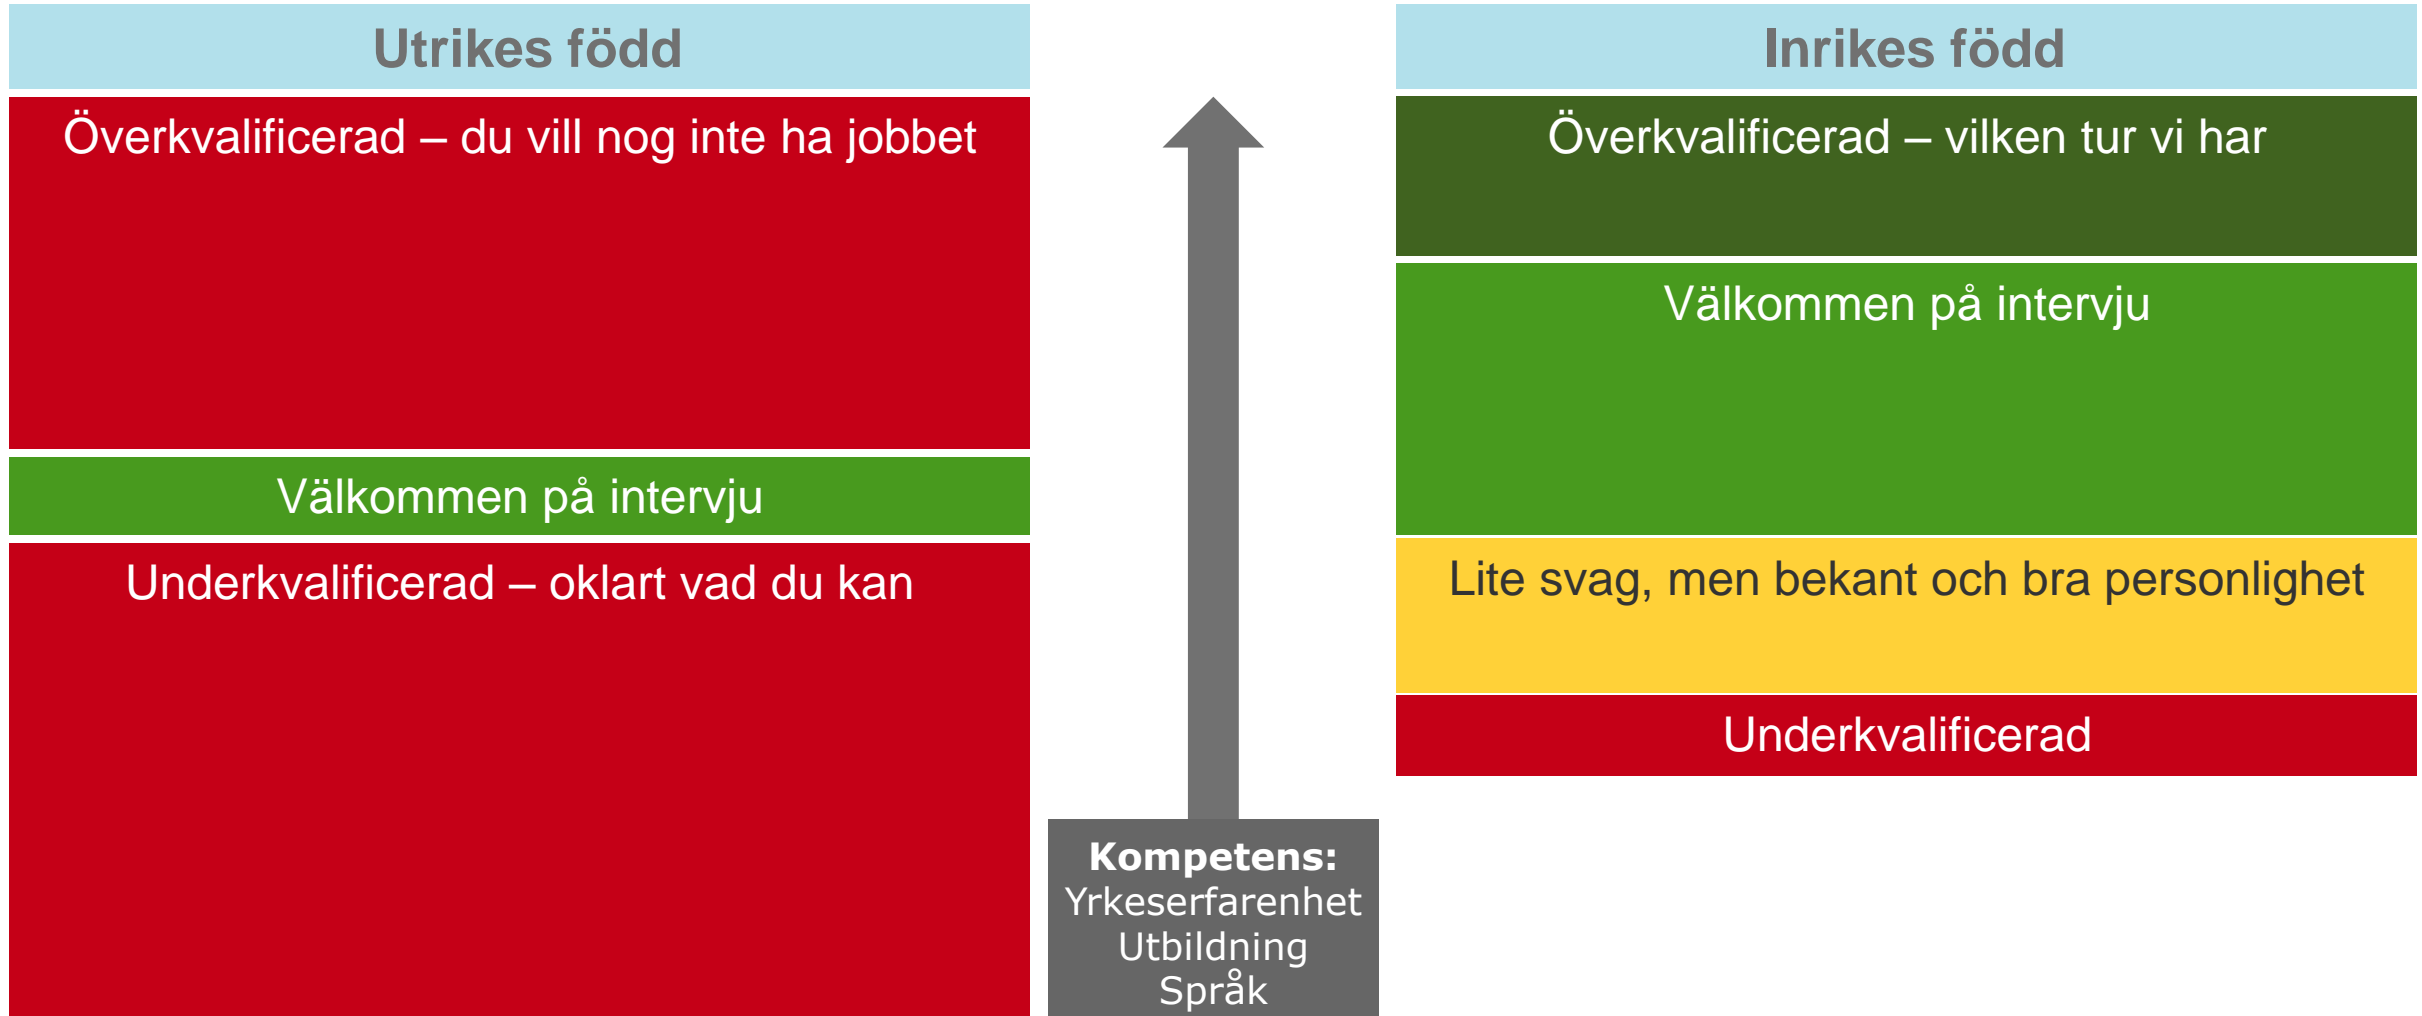 Utrikes född
Överkvalificerad – du vill nog inte ha jobbet
Välkommen på intervju
Underkvalificerad – oklart vad du kan
Kompetens:
Yrkeserfarenhet
Utbildning
Språk
Inrikes född
Överkvalificerad – vilken tur vi har
Välkommen på intervju
Lite svag, men bekant och bra personlighet
Underkvalificerad